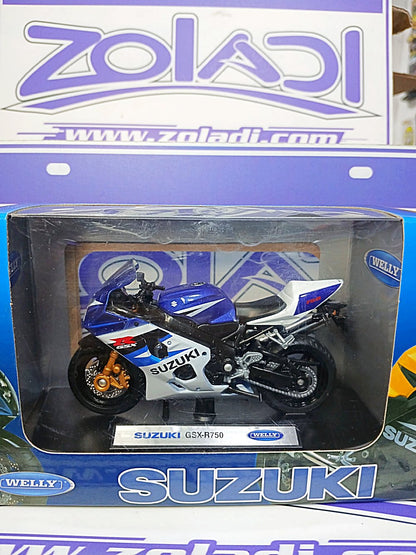 ZOLADI
www.zoladi.com
WELLY
SUZUKI
GSX
SUZUKI GSX-R750 WELLY
WELLY
SUZUKI